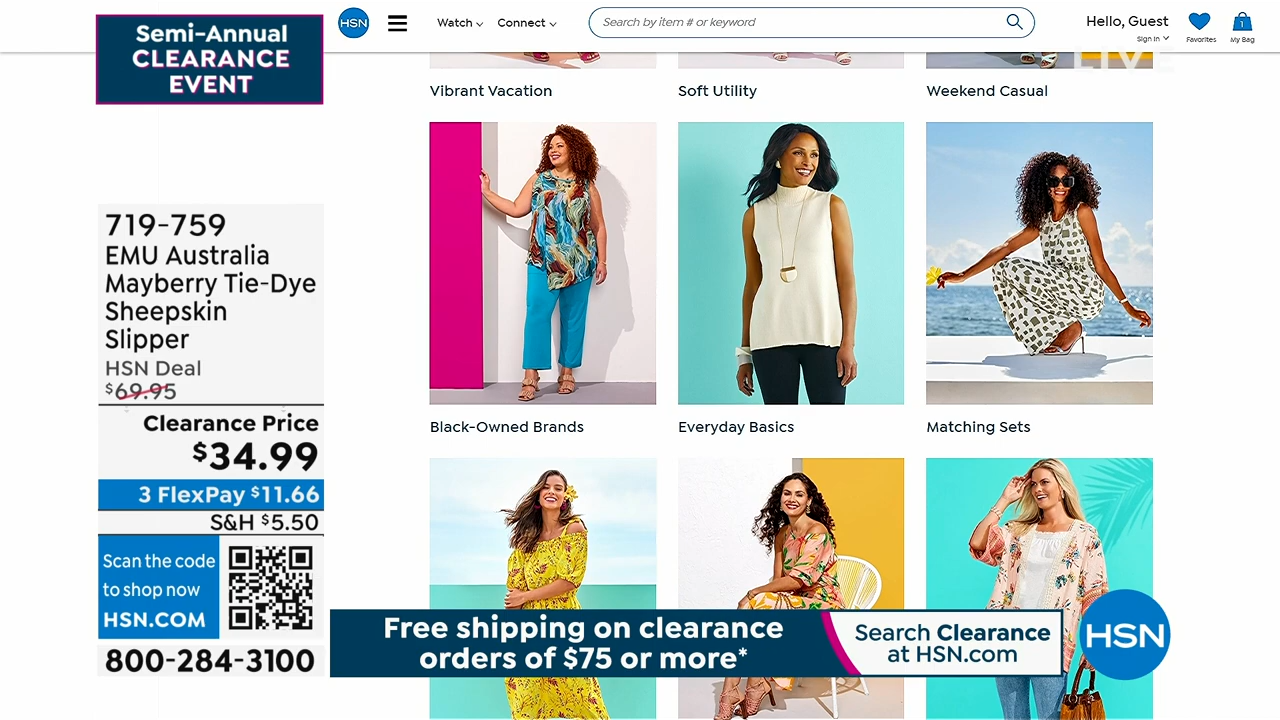 Semi-Annual
CLEARANCE
EVENT
HSN
Watch
Connect
Search by item # or keyword
Hello, Guest
Sign In
Favorites
1
My Bag
LIVE
Vibrant Vacation
Soft Utility
Weekend Casual
719-759
EMU Australia
Mayberry Tie-Dye
Sheepskin
Slipper
HSN Deal
$69.95
Clearance Price
$34.99
3 FlexPay $11.66
S&H $5.50
Scan the code
to shop now
HSN.COM
800-284-3100
Black-Owned Brands
Everyday Basics
Matching Sets
Free shipping on clearance
orders of $75 or more*
Search Clearance
at HSN.com
HSN